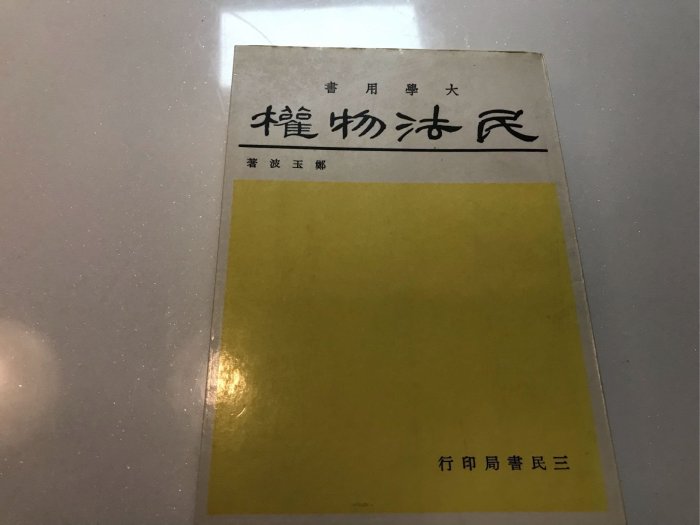 大學用書
民法物權
鄭玉波著
三民書局印行